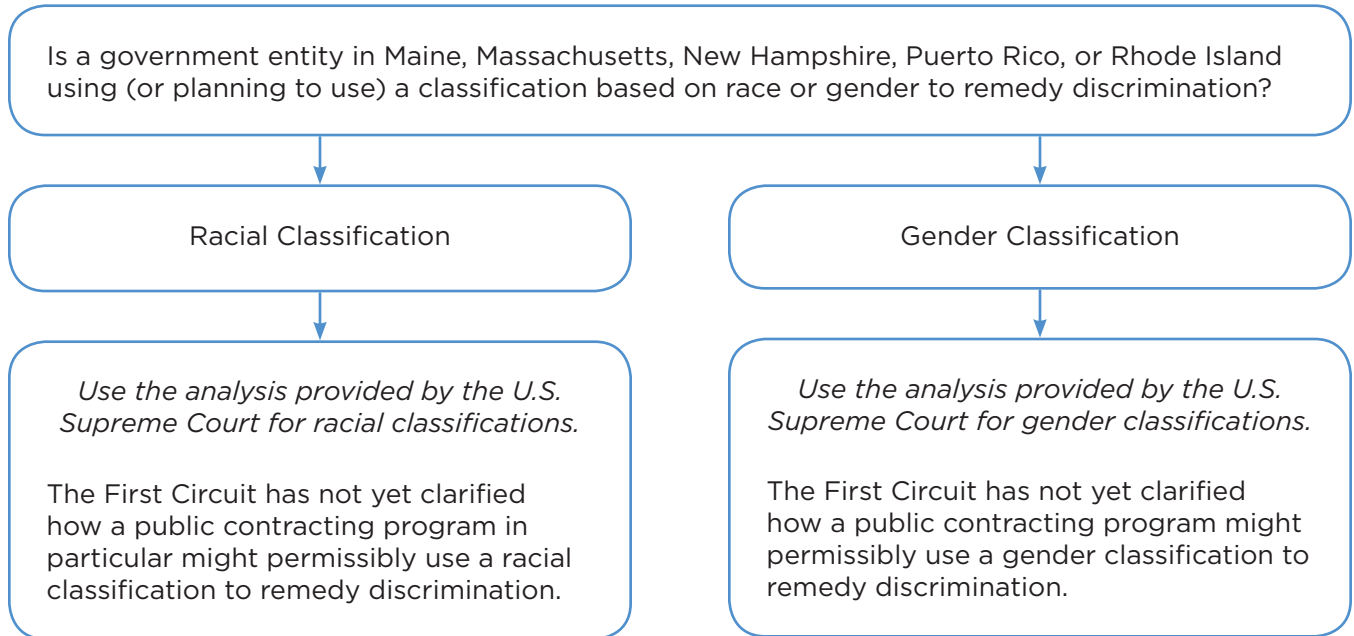 Is a government entity in Maine, Massachusetts, New Hampshire, Puerto Rico, or Rhode Island
using (or planning to use) a classification based on race or gender to remedy discrimination?
Racial Classification
Gender Classification
Use the analysis provided by the U.S.
Supreme Court for racial classifications.
The First Circuit has not yet clarified
how a public contracting program in
particular might permissibly use a racial
classification to remedy discrimination.
Use the analysis provided by the U.S.
Supreme Court for gender classifications.
The First Circuit has not yet clarified
how a public contracting program might
permissibly use a gender classification to
remedy discrimination.